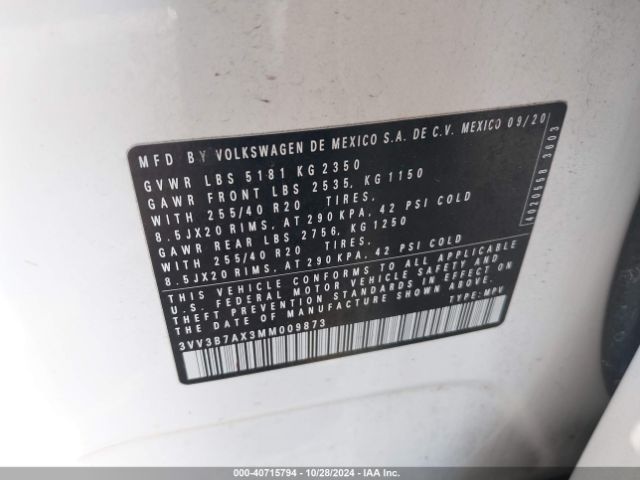 MFD BY VOLKSWAGEN DE MEXICO S.A. DE C.V. MEXICO 09/20
GVWR LBS 5181 KG 2350
GAWR FRONT LBS 2535, KG 1150
WITH 255/40 R20 TIRES,
8.5JX20 RIMS, AT 290 KPA, 42 PSI COLD
GAWR REAR LBS 2756, KG 1250
WITH 255/40 R20 TIRES,
8.5JX20 RIMS, AT 290 KPA, 42 PSI COLD
THIS VEHICLE CONFORMS TO ALL APPLICABLE
U.S. FEDERAL MOTOR VEHICLE SAFETY AND
THEFT PREVENTION STANDARDS IN EFFECT ON
THE DATE OF MANUFACTURE SHOWN ABOVE.
3VV3B7AX3MM009873 TYPE: MPV
4020558 3603
000-40715794 - 10/28/2024 - IAA Inc.